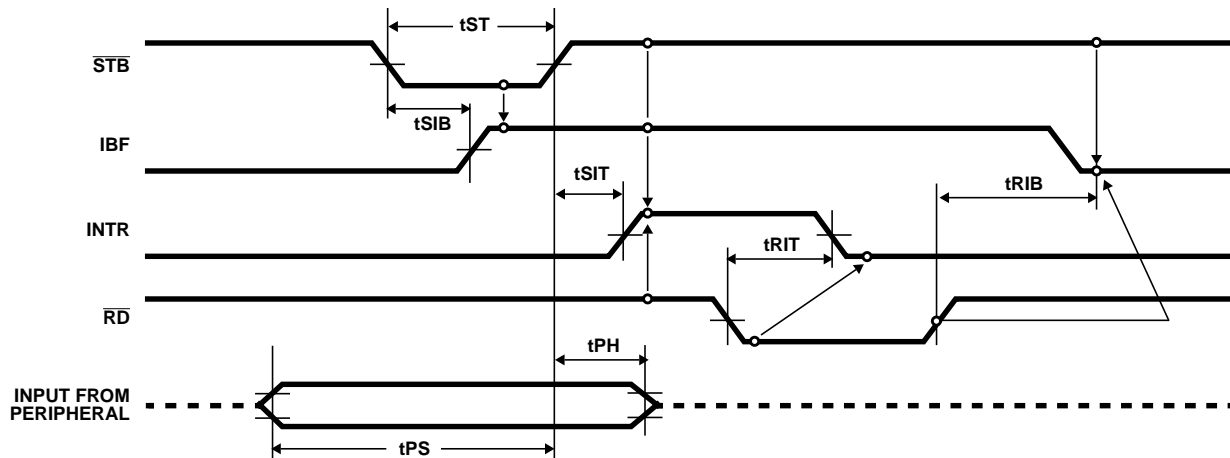 tST
STB
tSIB
IBF
tSIT
tRIB
INTR
tRIT
RD
tPH
INPUT FROM
PERIPHERAL
tPS